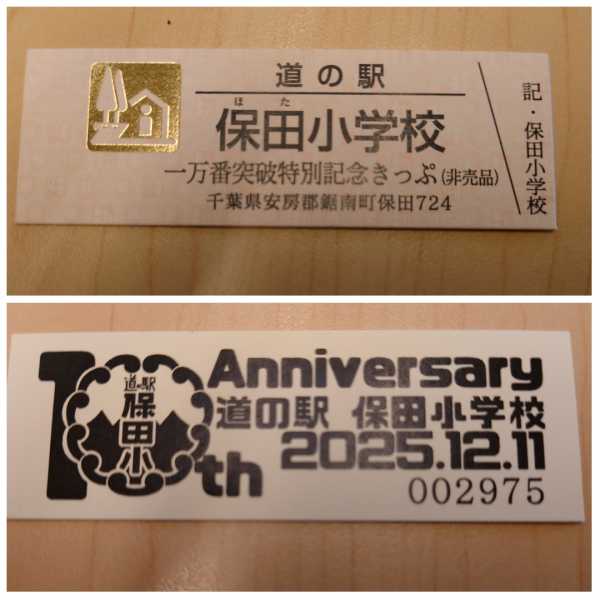 道の駅
ほた
保田小学校
一万番突破特別記念きっぷ(非売品)
千葉県安房郡鋸南町保田724
記・保田小学校
10th
Anniversary
道の駅
保田小
道の駅 保田小学校
2025.12.11
002975